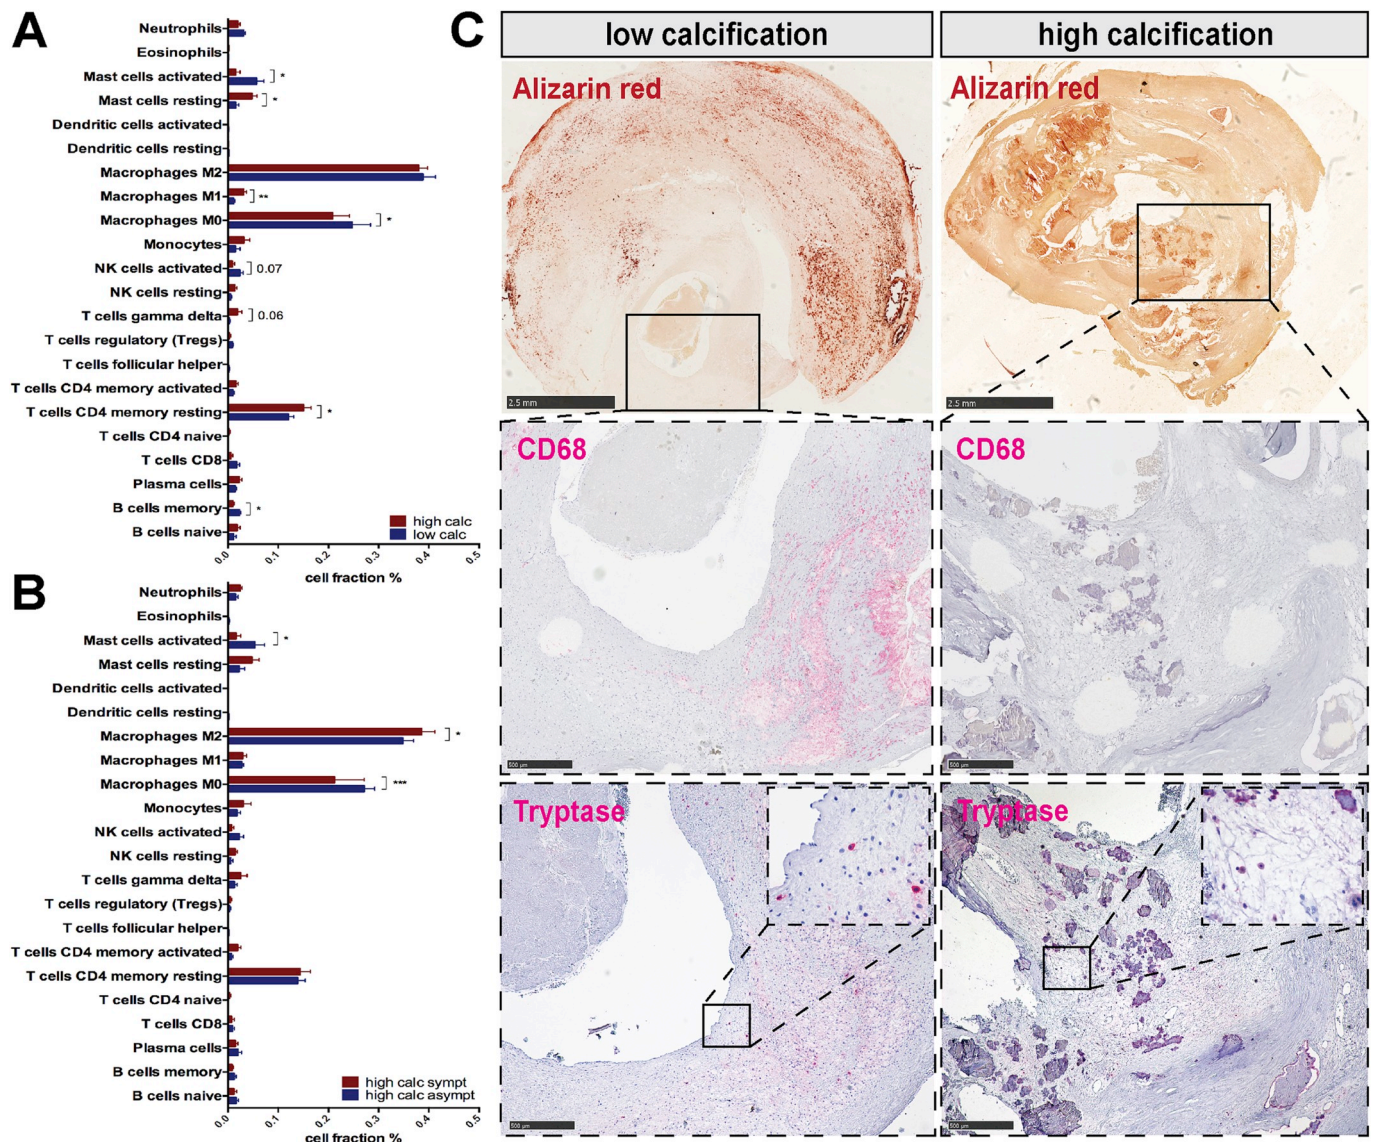 A
Neutrophils
Eosinophils
Mast cells activated *
Mast cells resting *
Dendritic cells activated
Dendritic cells resting
Macrophages M2
Macrophages M1 **
Macrophages M0 *
Monocytes
NK cells activated 0.07
NK cells resting
T cells gamma delta 0.06
T cells regulatory (Tregs)
T cells follicular helper
T cells CD4 memory activated
T cells CD4 memory resting *
T cells CD4 naive
T cells CD8
Plasma cells
B cells memory *
B cells naive
high calc
low calc
0.0 0.1 0.2 0.3 0.4 0.5
cell fraction %
B
Neutrophils
Eosinophils
Mast cells activated *
Mast cells resting
Dendritic cells activated
Dendritic cells resting
Macrophages M2 *
Macrophages M1
Macrophages M0 ***
Monocytes
NK cells activated
NK cells resting
T cells gamma delta
T cells regulatory (Tregs)
T cells follicular helper
T cells CD4 memory activated
T cells CD4 memory resting
T cells CD4 naive
T cells CD8
Plasma cells
B cells memory
B cells naive
high calc sympt
high calc asympt
0.0 0.1 0.2 0.3 0.4 0.5
cell fraction %
C
low calcification
high calcification
Alizarin red
2.5 mm
Alizarin red
2.5 mm
CD68
500 µm
CD68
500 µm
Tryptase
500 µm
Tryptase
500 µm